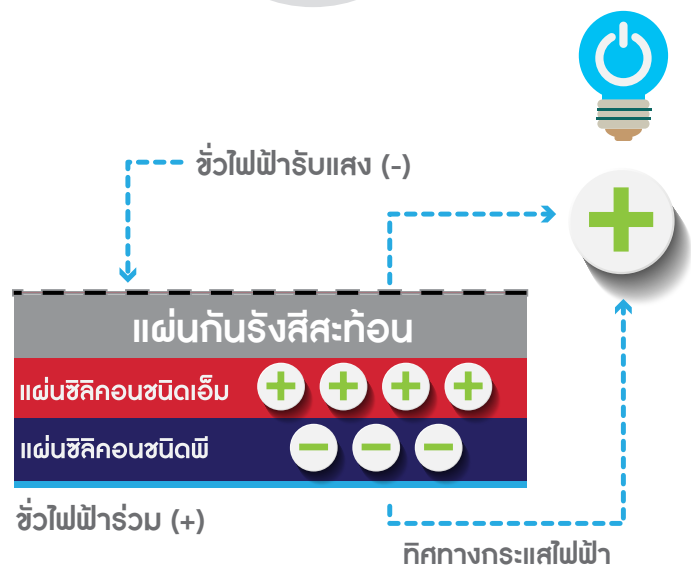 ขั้วไฟฟ้ารับแสง (-)
แผ่นกันรังสีสะท้อน
แผ่นซิลิคอนชนิดเอ็ม
แผ่นซิลิคอนชนิดพี
ขั้วไฟฟ้าร่วม (+)
ทิศทางกระแสไฟฟ้า